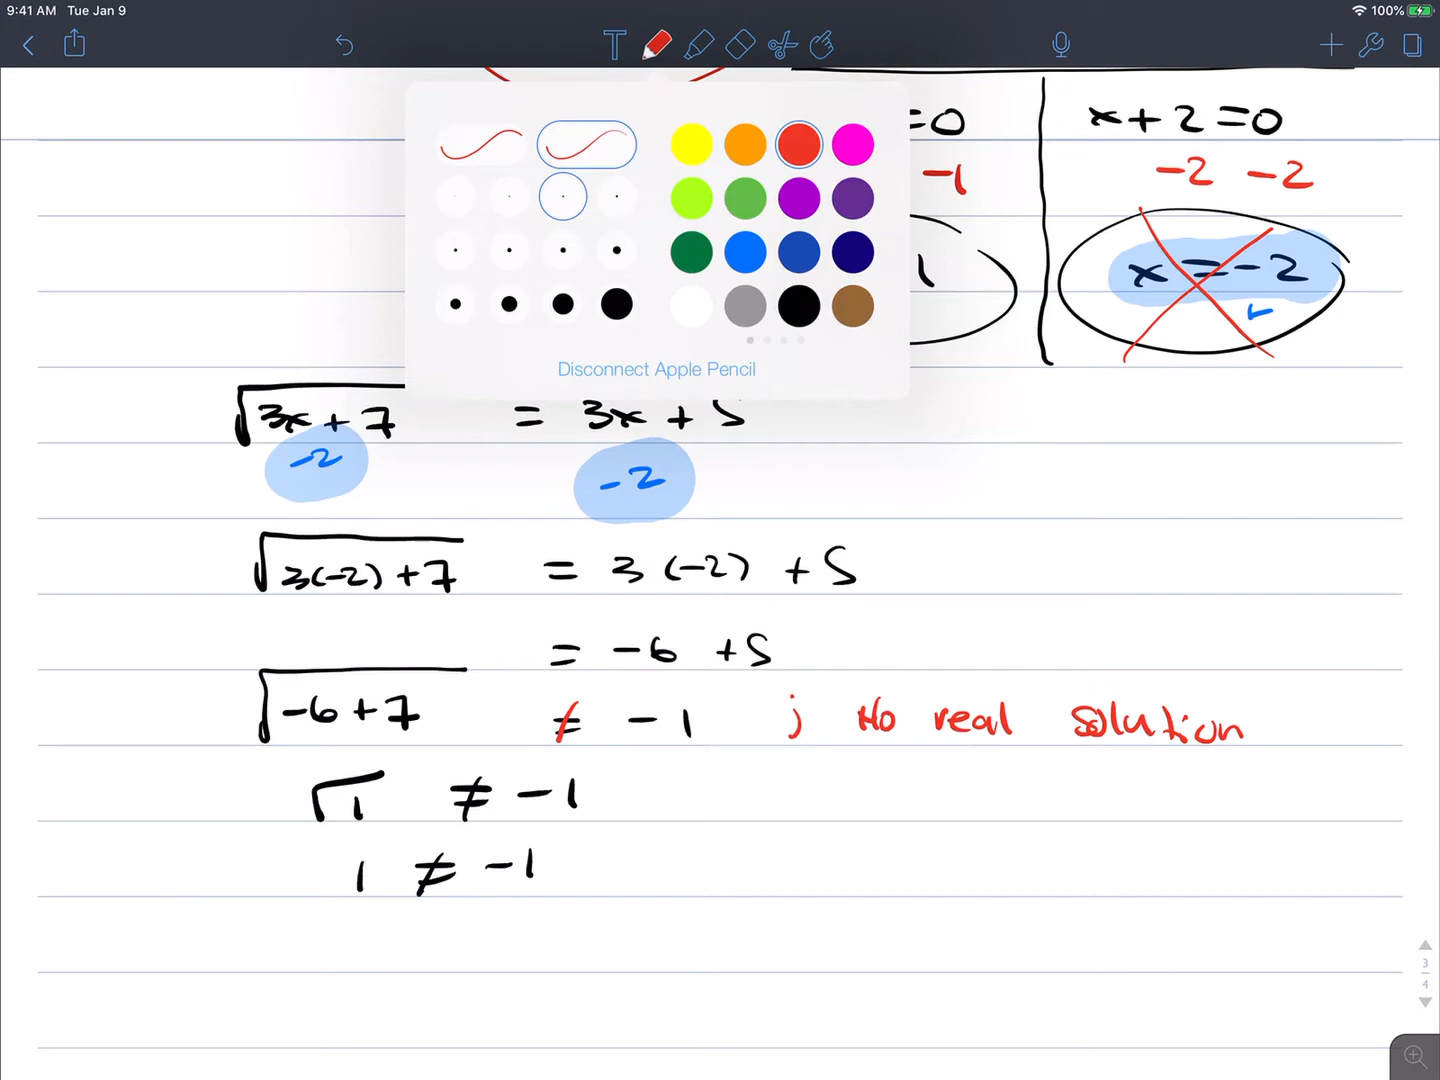 9:41 AM Tue Jan 9
100%
T
=0
x + 2 = 0
-1
-2 -2
1
x = -2
Disconnect Apple Pencil
√3x + 7 = 3x + 5
-2
-2
√3(-2) + 7 = 3 (-2) + 5
= -6 + 5
√-6 + 7 ≠ -1 ; No real solution
√1 ≠ -1
1 ≠ -1
3
4